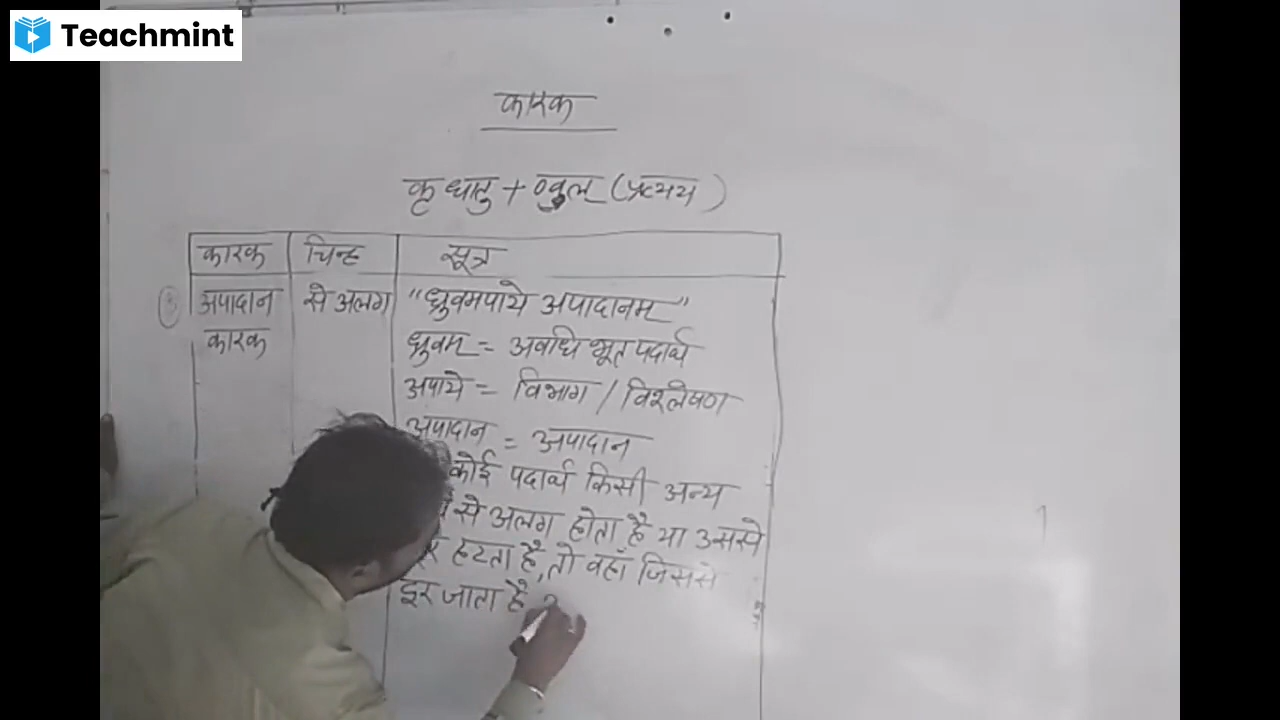 Teachmint
कारक
कृ धातु + ण्वुल् (प्रत्यय)
कारक चिन्ह सूत्र
अपादान से अलग "ध्रुवमपाये अपादानम्"
कारक ध्रुवम् = अवधि भूत पदार्थ
अपाये = विभाग / विश्लेषण
अपादान = अपादान
कोई पदार्थ किसी अन्य
से अलग होता है या उससे
हटता है, तो वहाँ जिससे
दूर जाता है